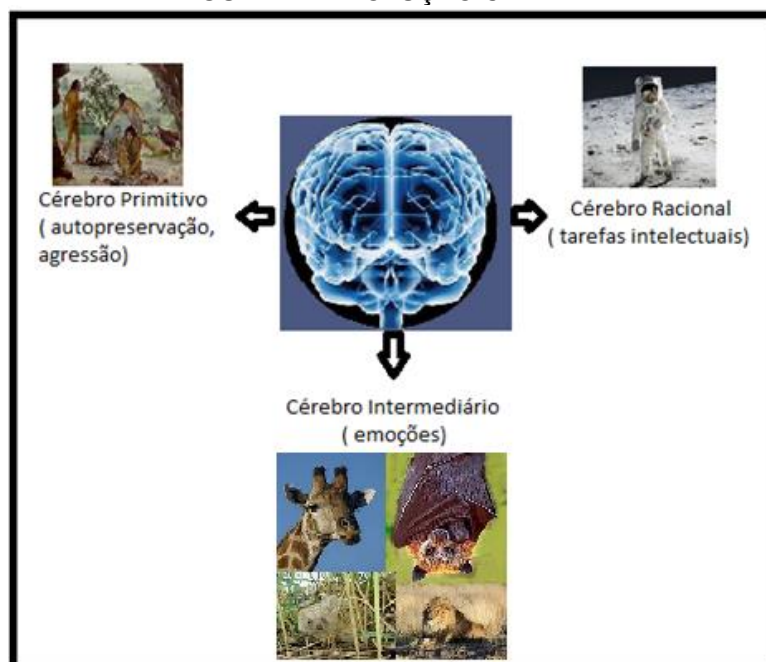 Cérebro Primitivo
( autopreservação,
agressão)
Cérebro Racional
( tarefas intelectuais)
Cérebro Intermediário
( emoções)